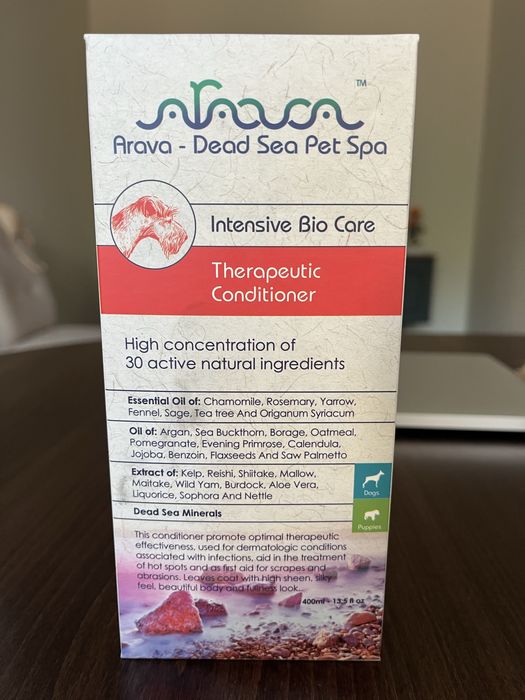 arava
TM
Arava - Dead Sea Pet Spa
Intensive Bio Care
Therapeutic
Conditioner
High concentration of
30 active natural ingredients
Essential Oil of: Chamomile, Rosemary, Yarrow,
Fennel, Sage, Tea tree And Origanum Syriacum
Oil of: Argan, Sea Buckthorn, Borage, Oatmeal,
Pomegranate, Evening Primrose, Calendula,
Jojoba, Benzoin, Flaxseeds And Saw Palmetto
Extract of: Kelp, Reishi, Shiitake, Mallow,
Maitake, Wild Yam, Burdock, Aloe Vera,
Liquorice, Sophora And Nettle
Dogs
Dead Sea Minerals
Puppies
This conditioner promote optimal therapeutic
effectiveness, used for dermatologic conditions
associated with infections, aid in the treatment
of hot spots and as first aid for scrapes and
abrasions. Leaves coat with high sheen, silky
feel, beautiful body and fullness look...
400ml - 13.5 fl oz